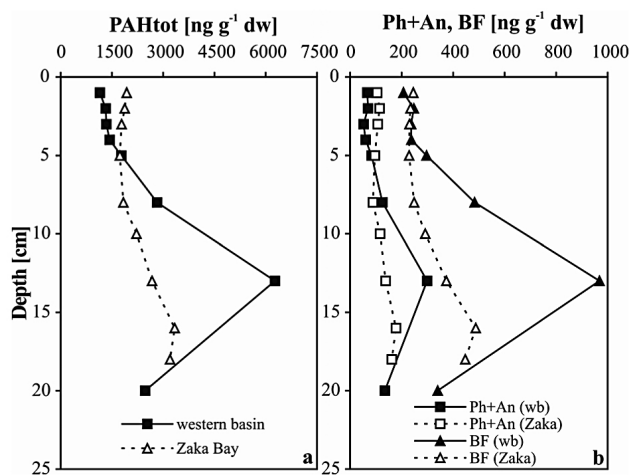 PAHtot [ng g-1 dw]
Ph+An, BF [ng g-1 dw]
0 1500 3000 4500 6000 7500
0 200 400 600 800 1000
0 0
5 5
10 10
15 15
20 20
25 25
Depth [cm]
western basin
Zaka Bay
a
Ph+An (wb)
Ph+An (Zaka)
BF (wb)
BF (Zaka)
b